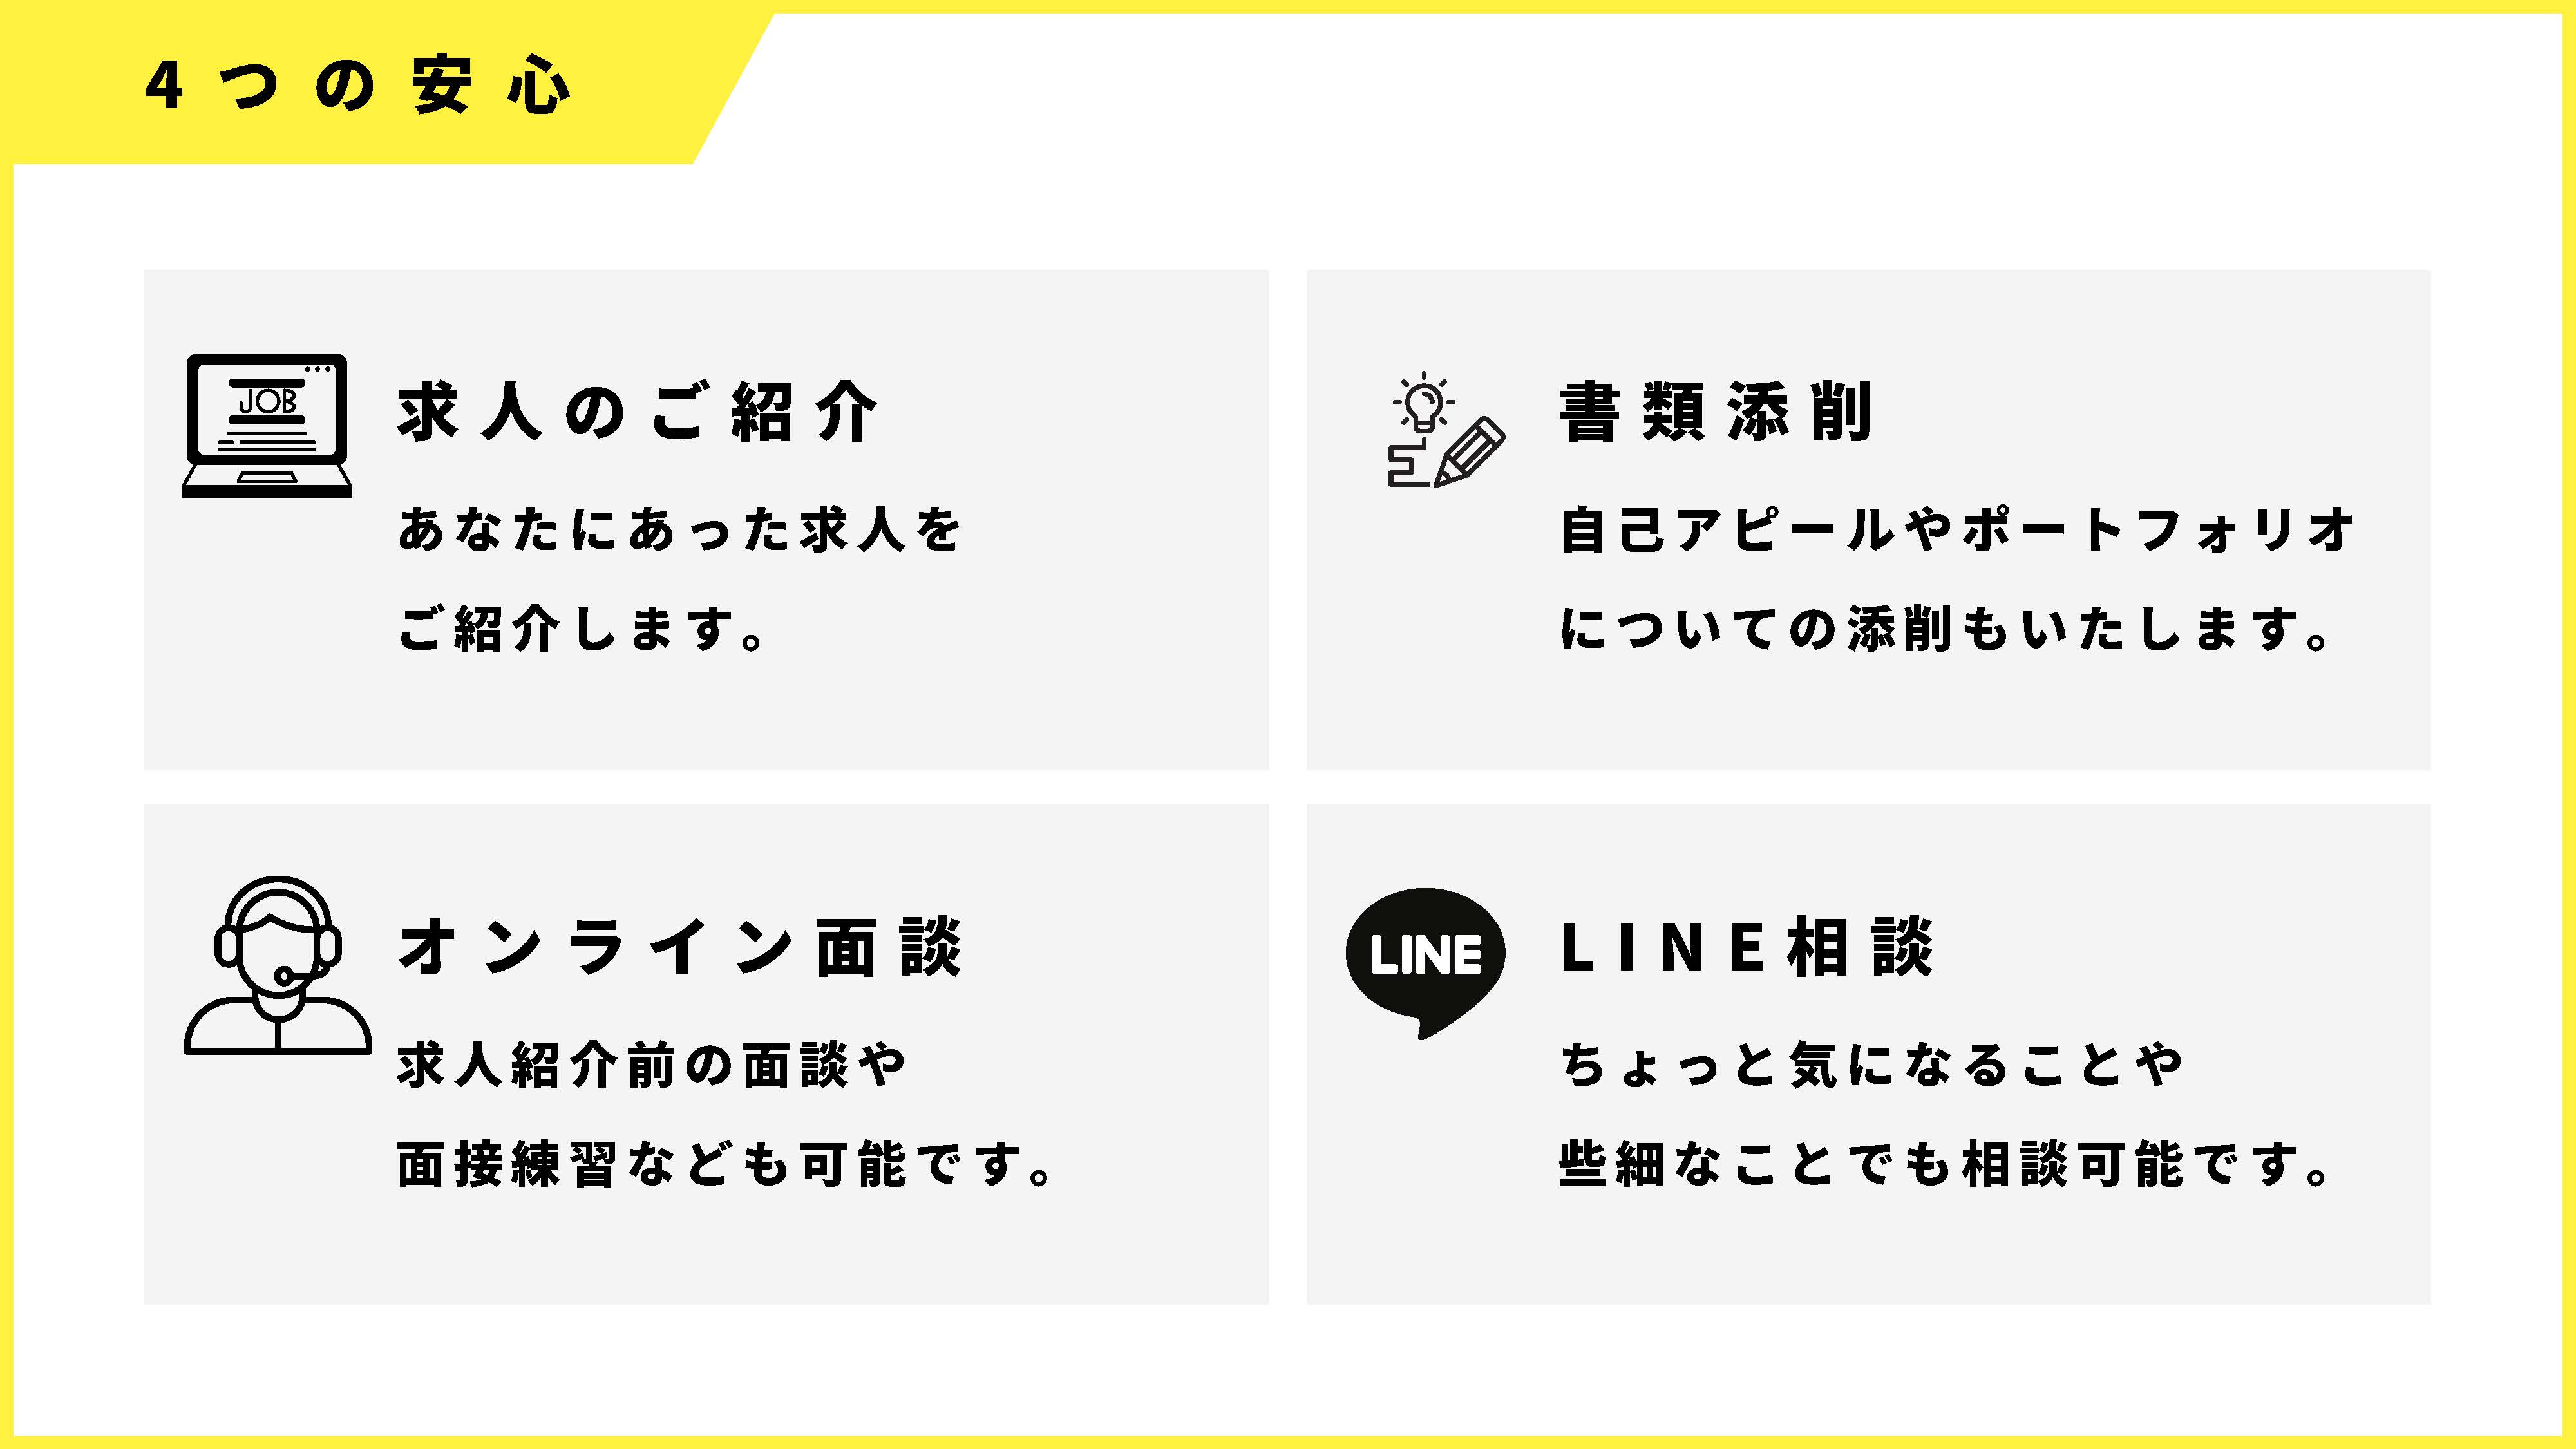 4つの安心
JOB
求人のご紹介
あなたにあった求人を
ご紹介します。
書類添削
自己アピールやポートフォリオ
についての添削もいたします。
オンライン面談
求人紹介前の面談や
面接練習なども可能です。
LINE
LINE相談
ちょっと気になることや
些細なことでも相談可能です。